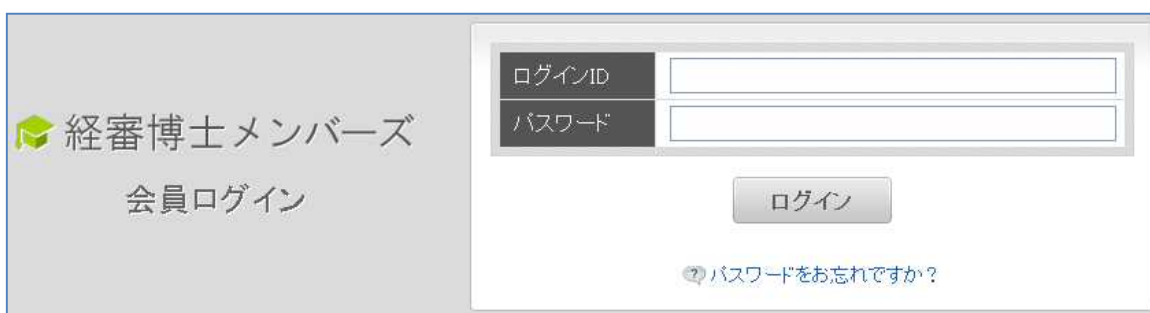 経審博士メンバーズ
会員ログイン
ログインID
パスワード
ログイン
パスワードをお忘れですか？